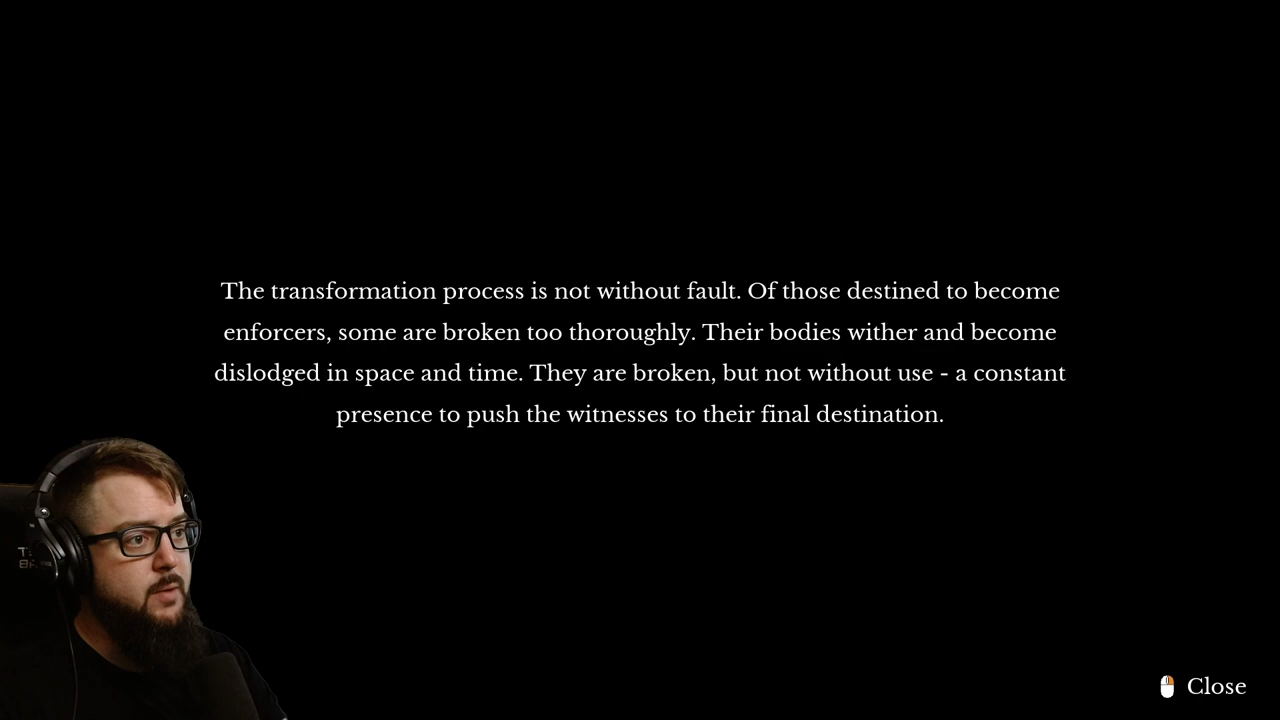 The transformation process is not without fault. Of those destined to become
enforcers, some are broken too thoroughly. Their bodies wither and become
dislodged in space and time. They are broken, but not without use - a constant
presence to push the witnesses to their final destination.
Close